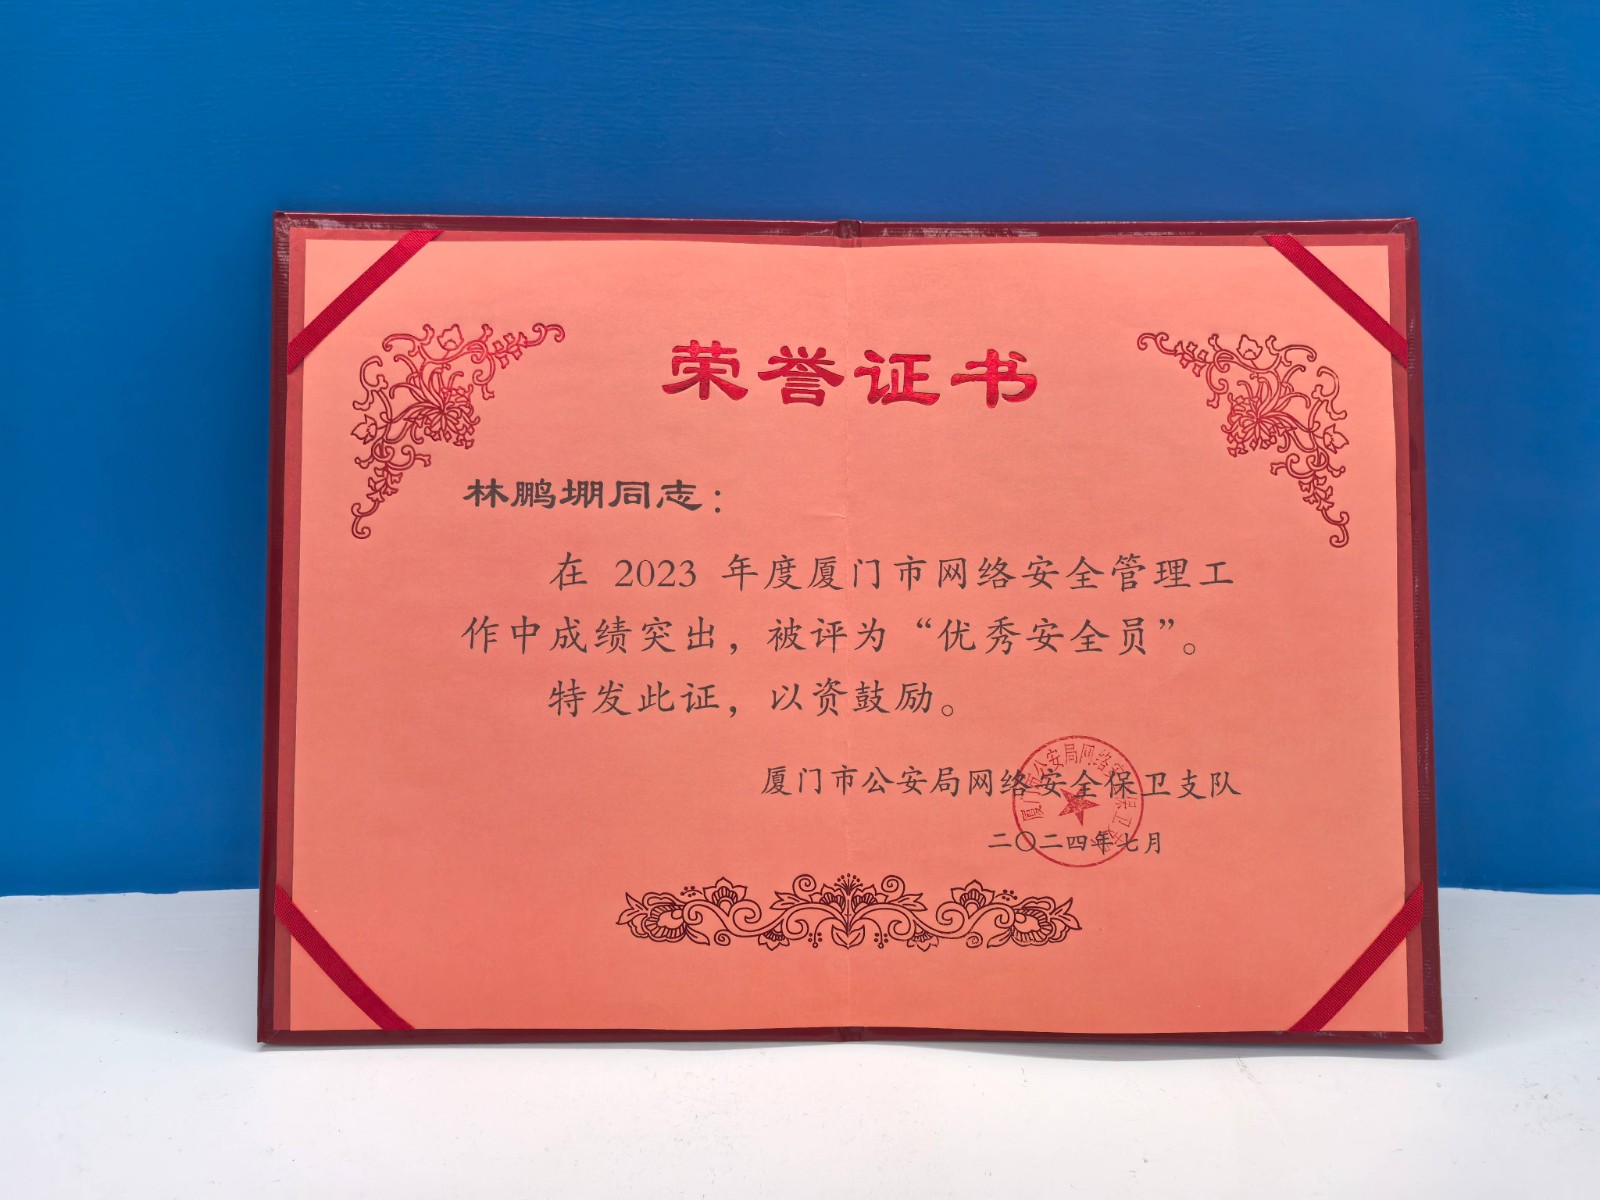 荣誉证书
林鹏堋同志：
在 2023 年度厦门市网络安全管理工
作中成绩突出，被评为“优秀安全员”。
特发此证，以资鼓励。
厦门市公安局网络安全保卫支队
二〇二四年七月